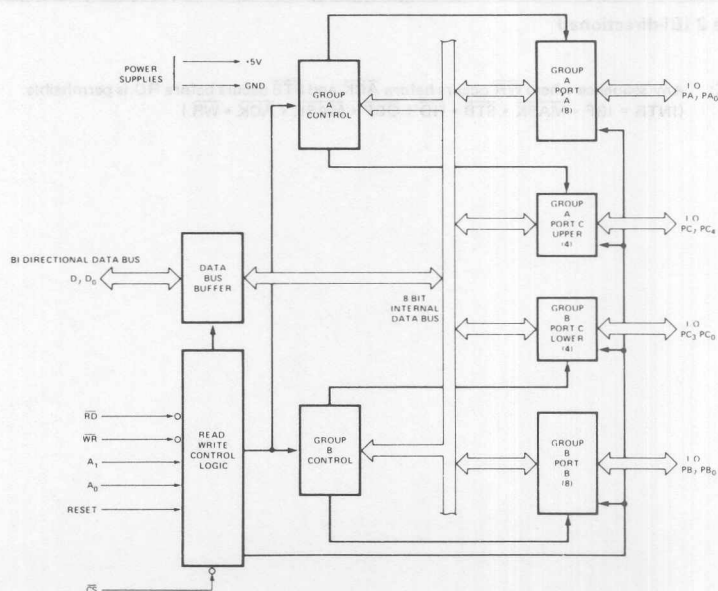 POWER
SUPPLIES
+5V
GND
GROUP
A
CONTROL
GROUP
A
PORT
A
(8)
I O
PA7 PA0
GROUP
A
PORT C
UPPER
(4)
I O
PC7 PC4
BI DIRECTIONAL DATA BUS
D7 D0
DATA
BUS
BUFFER
8 BIT
INTERNAL
DATA BUS
GROUP
B
PORT C
LOWER
(4)
I O
PC3 PC0
RD
WR
A1
A0
RESET
CS
READ
WRITE
CONTROL
LOGIC
GROUP
B
CONTROL
GROUP
B
PORT
B
(8)
I O
PB7 PB0